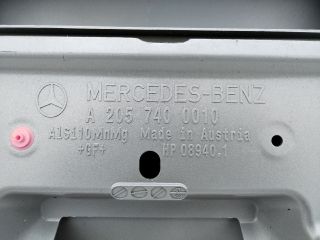 MERCEDES-BENZ
A 205 740 0010
AlSi10MnMg Made in Austria
+GF+ HP 08940.1